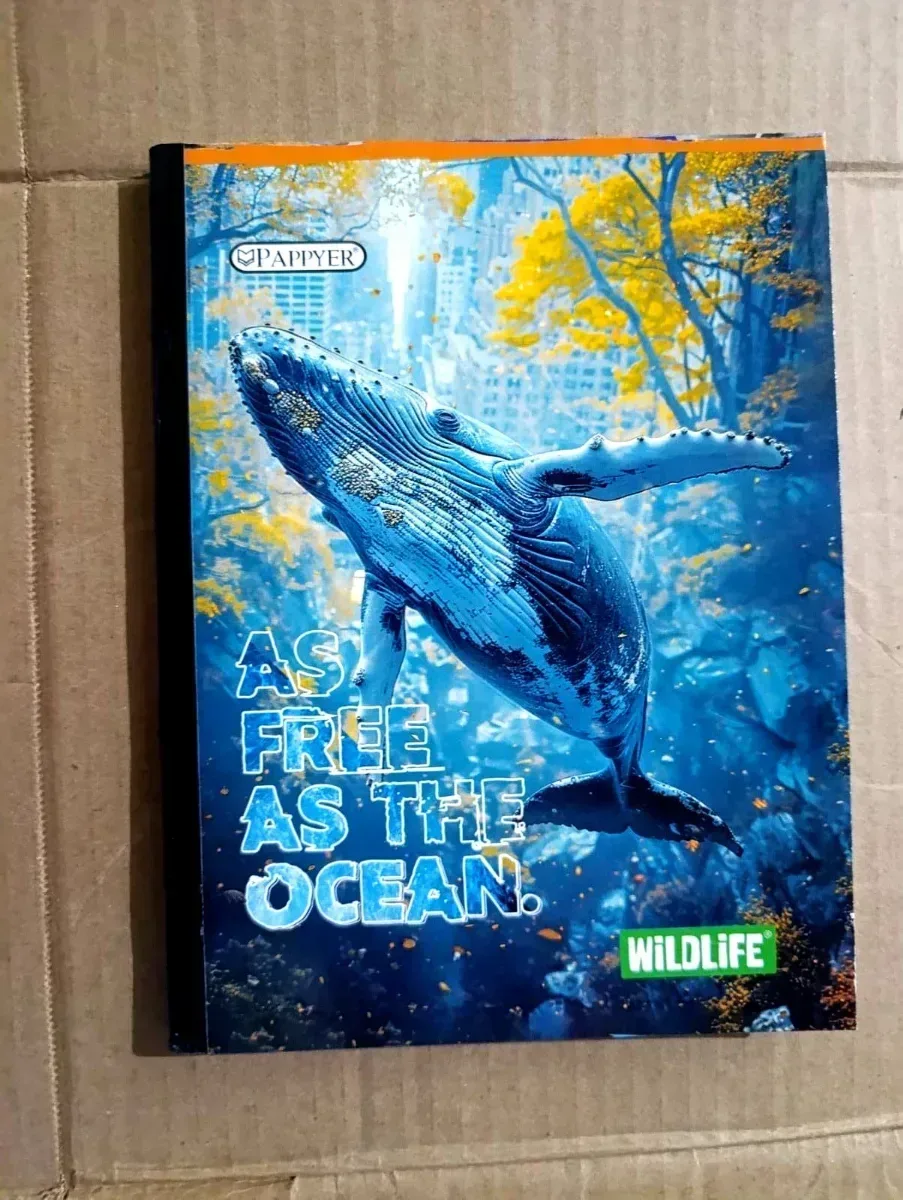 PAPPYER®
AS
FREE
AS THE
OCEAN.
WiLDLiFE®